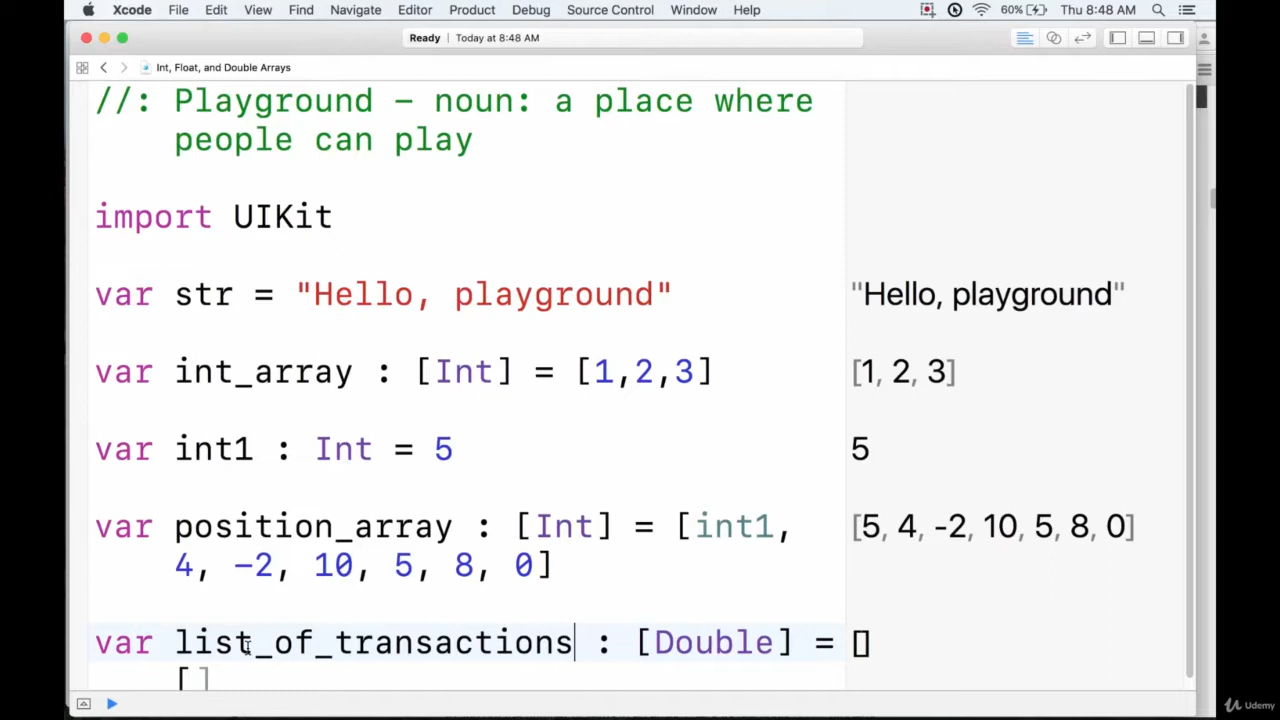 Xcode File Edit View Find Navigate Editor Product Debug Source Control Window Help 60% Thu 8:48 AM
Ready | Today at 8:48 AM
Int, Float, and Double Arrays
//: Playground – noun: a place where
people can play
import UIKit
var str = "Hello, playground" "Hello, playground"
var int_array : [Int] = [1,2,3] [1, 2, 3]
var int1 : Int = 5 5
var position_array : [Int] = [int1, [5, 4, -2, 10, 5, 8, 0]
4, -2, 10, 5, 8, 0]
var list_of_transactions : [Double] = []
[]
Udemy